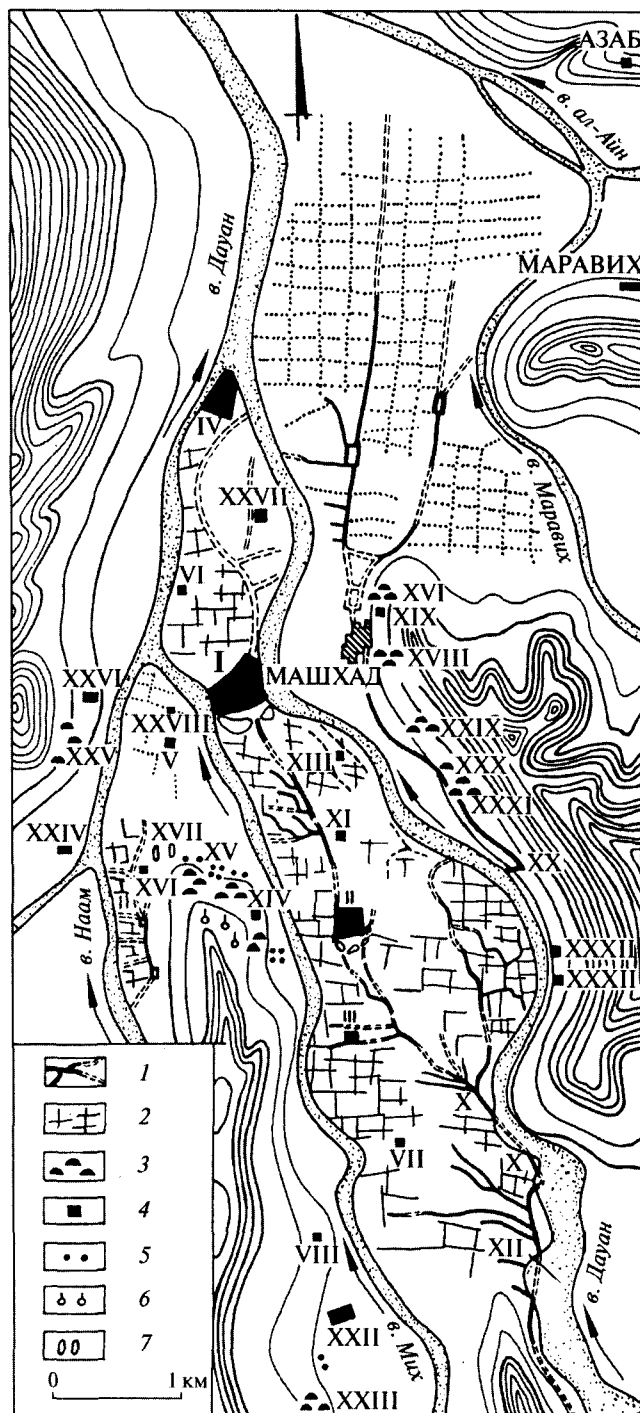 АЗАБ
в. ал-Айн
МАРАВИХ
в. Дауан
IV
XXVII
в. Маравих
VI
XVI
XIX
I
МАШХАД
XVIII
XXVI
XXVIII
XXIX
XXV
V
XIII
XXX
XXXI
XXIV
XVII
XV
XI
XX
XVI
XIV
II
XXXII
в. Наам
XXXII
III
1
X
2
VII
X
3
4
XII
VIII
5
в. Дауан
6
XXII
в. Мих
7
0 1 км
XXIII